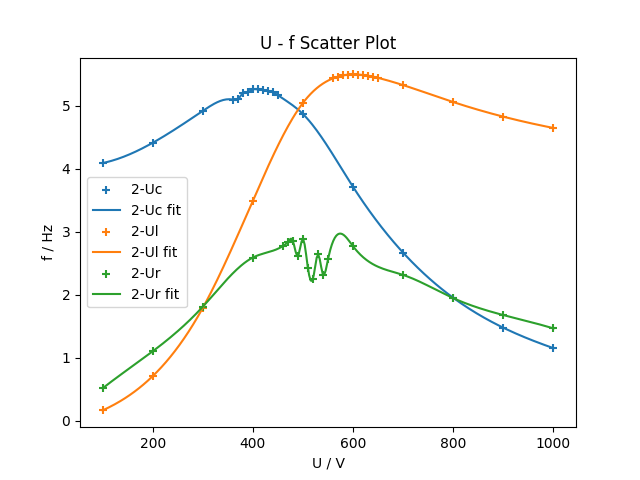 U - f Scatter Plot
f / Hz
5
4
3
2
1
0
2-Uc
2-Uc fit
2-Ul
2-Ul fit
2-Ur
2-Ur fit
200 400 600 800 1000
U / V